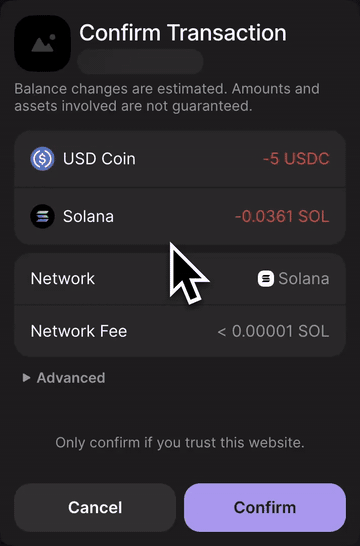 Confirm Transaction
Balance changes are estimated. Amounts and
assets involved are not guaranteed.
USD Coin -5 USDC
Solana -0.0361 SOL
Network Solana
Network Fee < 0.00001 SOL
Advanced
Only confirm if you trust this website.
Cancel Confirm